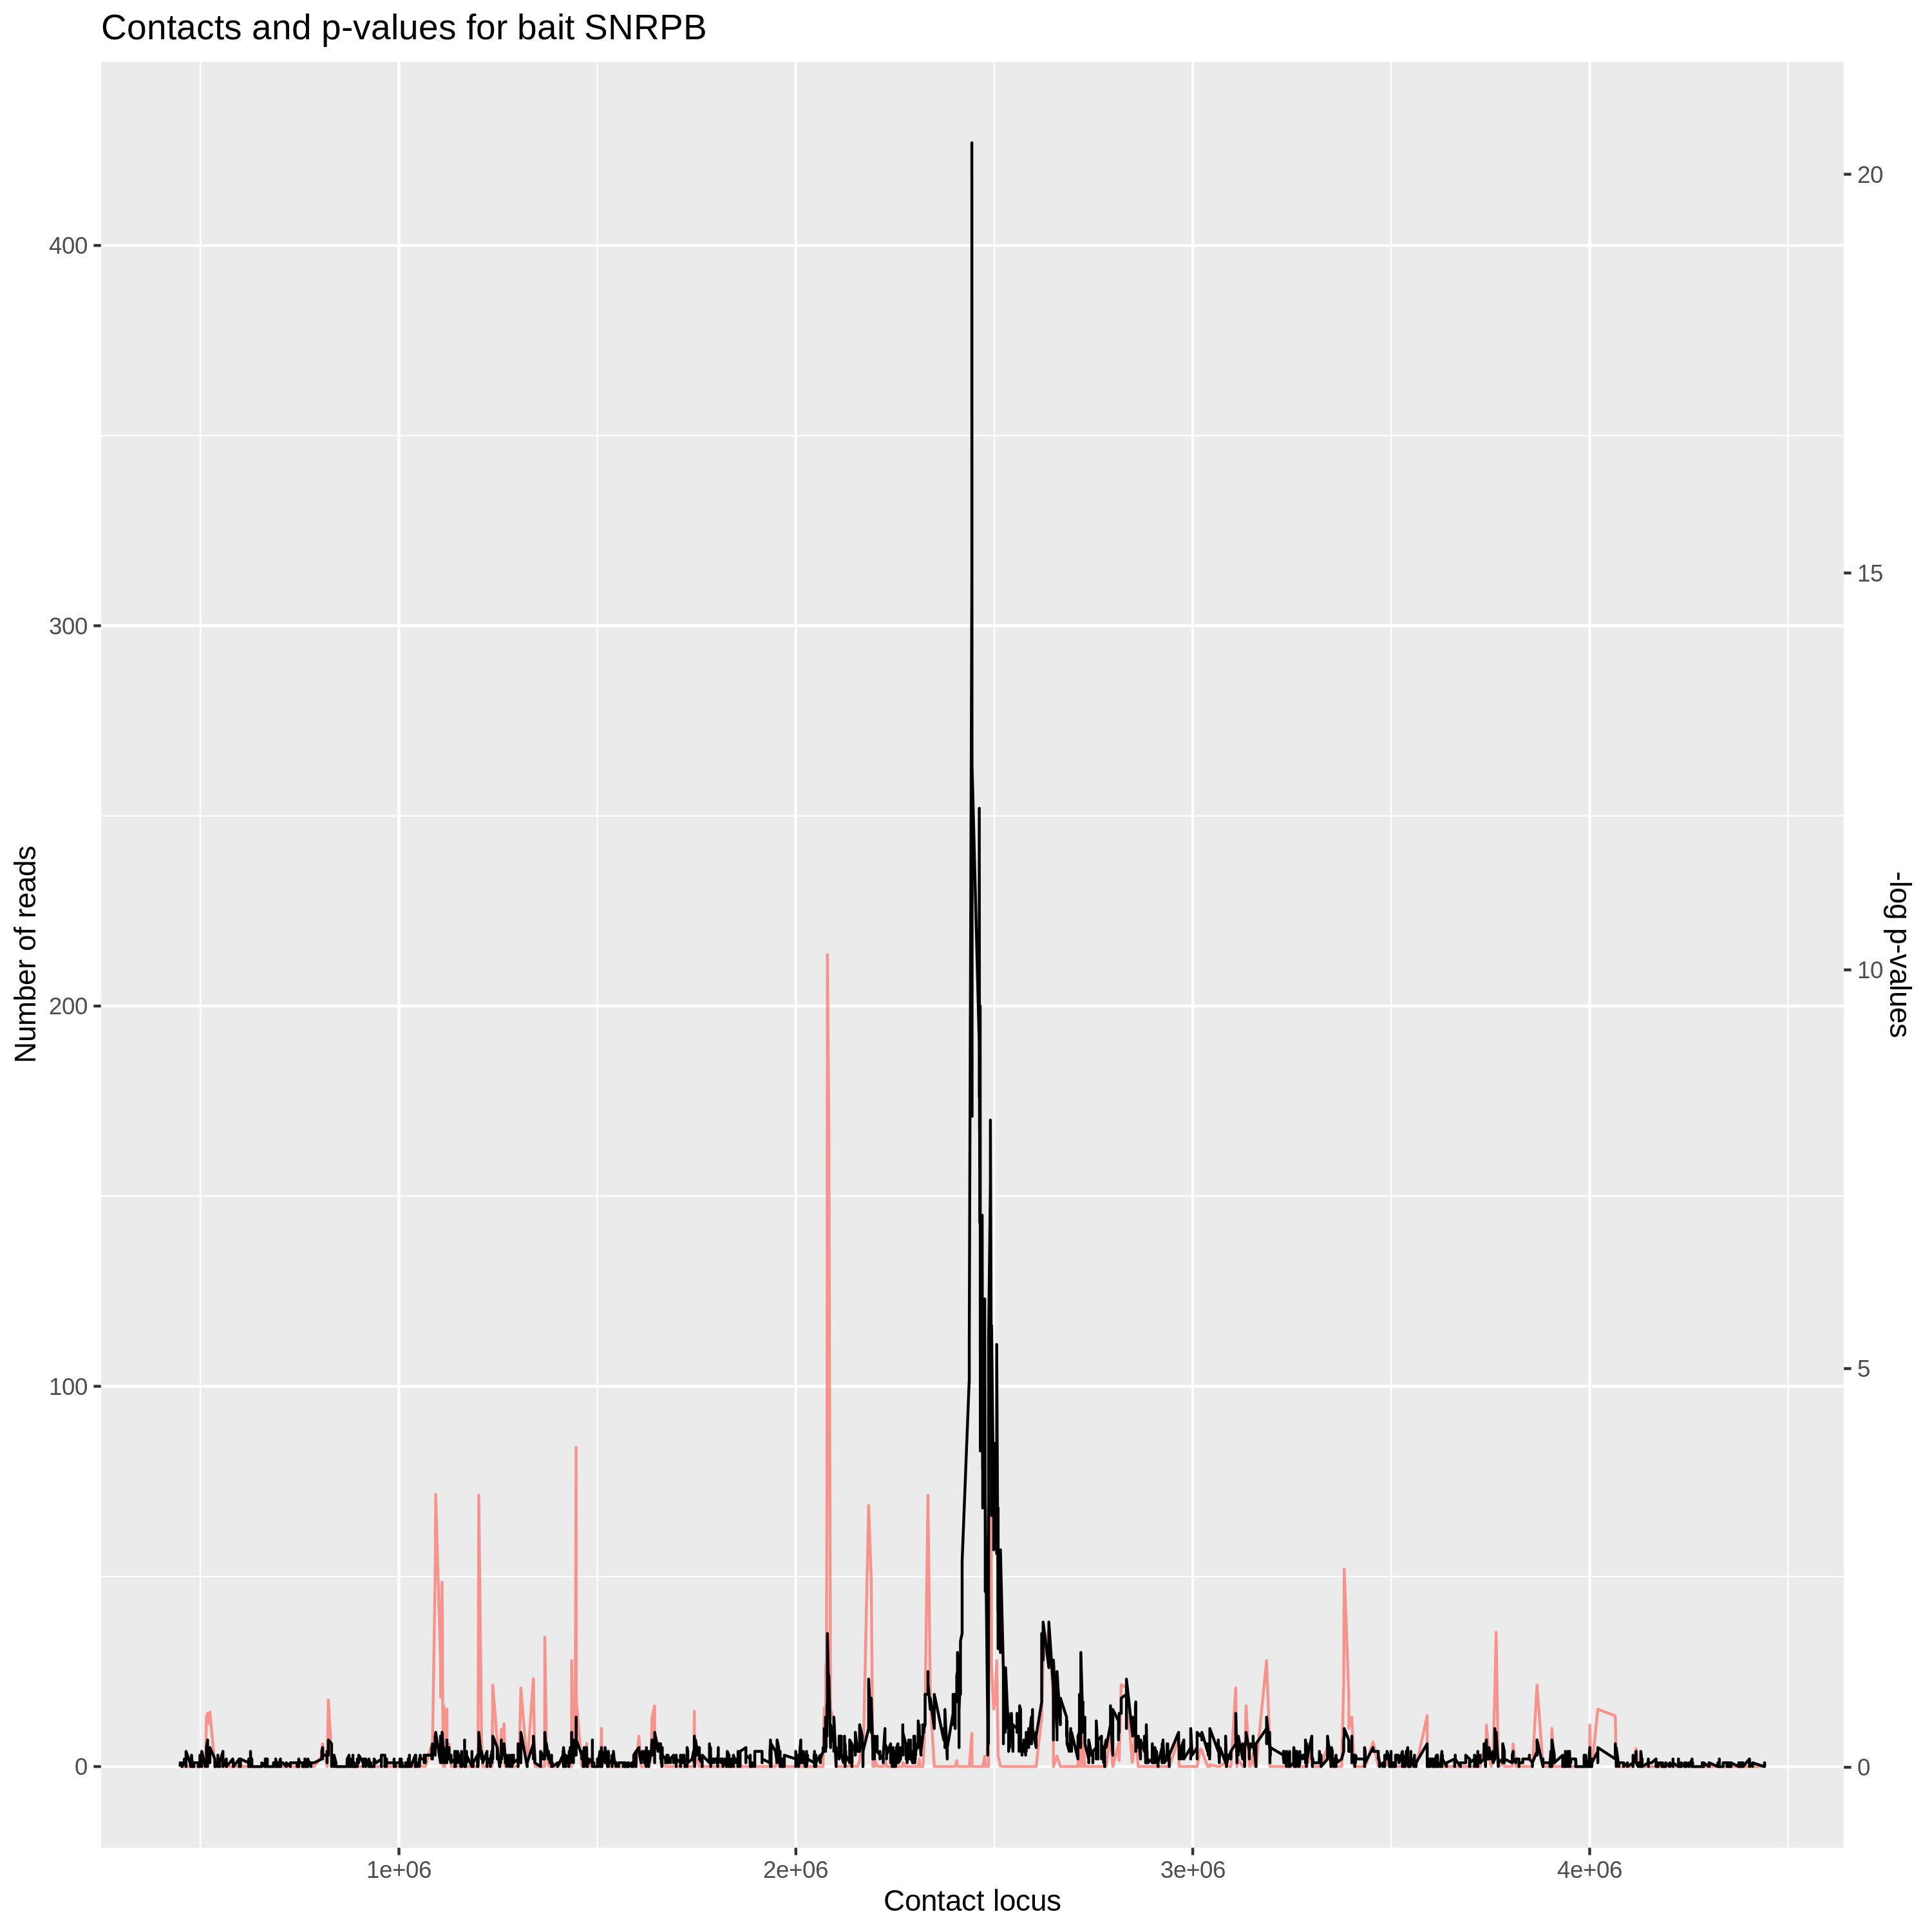 Contacts and p-values for bait SNRPB
400
300
200
100
0
Number of reads
20
15
10
5
0
-log p-values
1e+06
2e+06
3e+06
4e+06
Contact locus